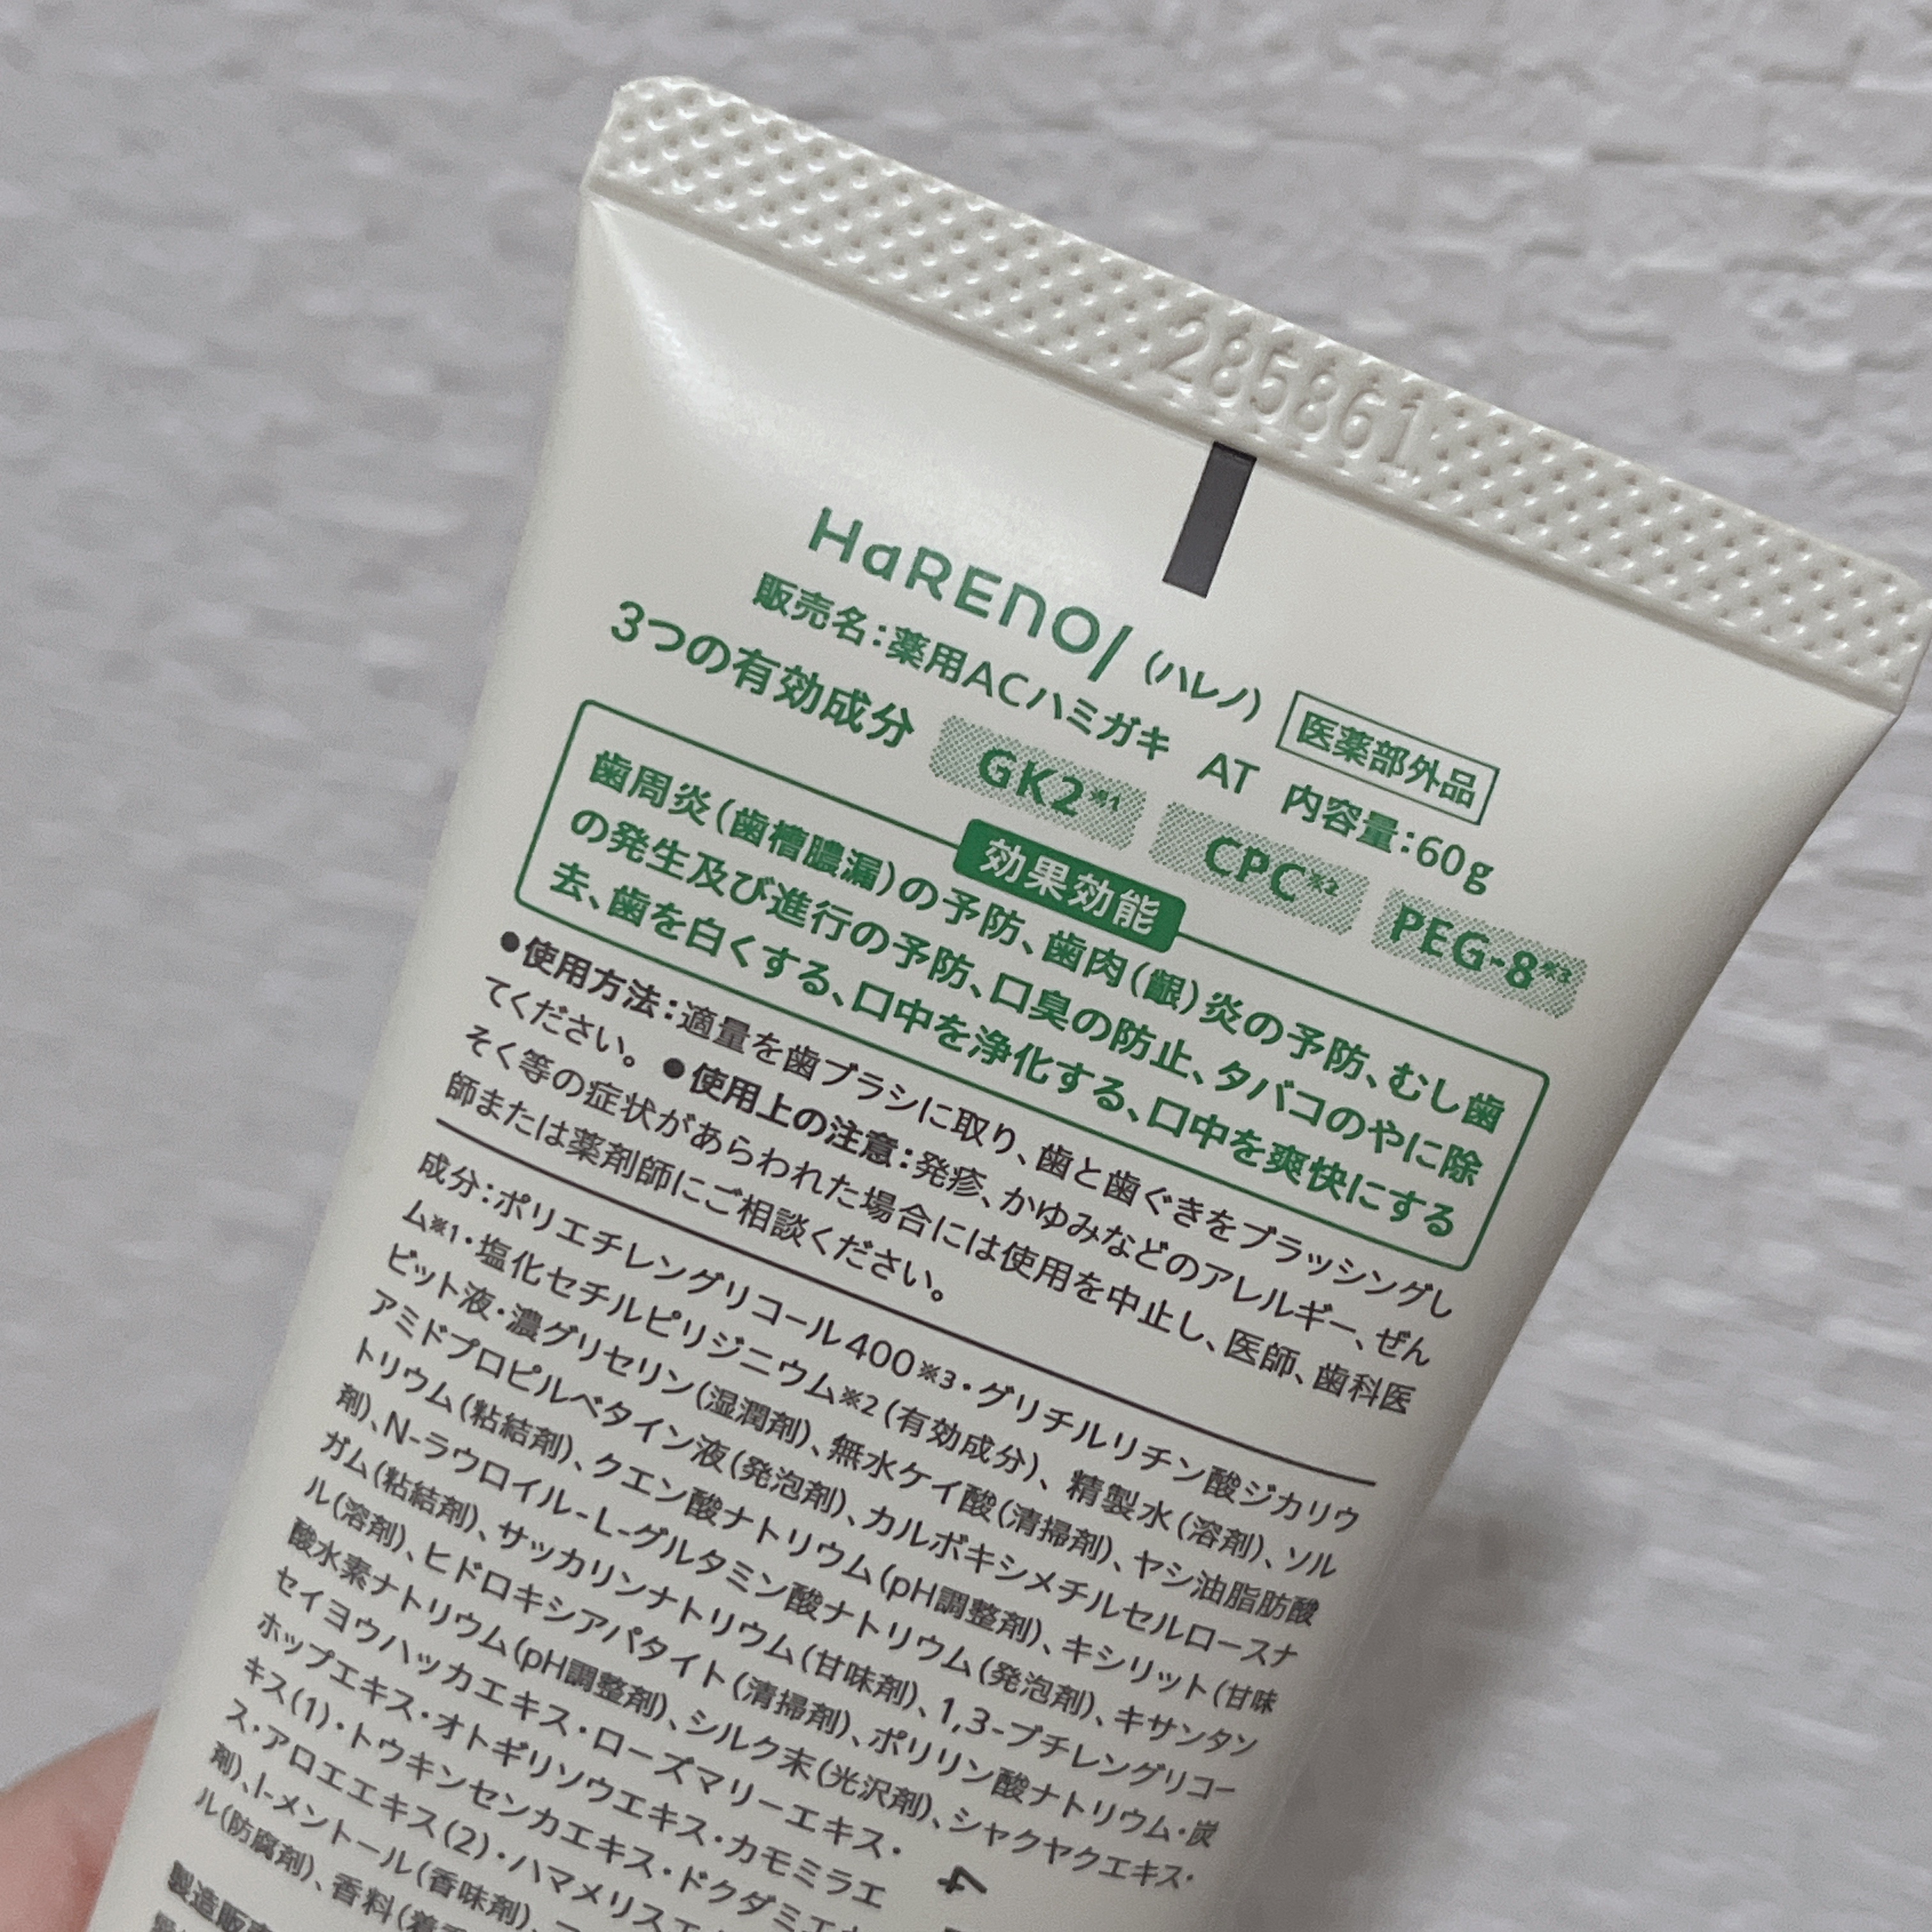 285861
HaRENO/ (ハレノ) 医薬部外品
販売名:薬用ACハミガキ AT 内容量:60g
3つの有効成分 GK2※1 CPC※2 PEG-8※3
効果効能
歯周炎(歯槽膿漏)の予防、歯肉(齦)炎の予防、むし歯
の発生及び進行の予防、口臭の防止、タバコのやに除
去、歯を白くする、口中を浄化する、口中を爽快にする
●使用方法:適量を歯ブラシに取り、歯と歯ぐきをブラッシングし
てください。 ●使用上の注意:発疹、かゆみなどのアレルギー、ぜん
そく等の症状があらわれた場合には使用を中止し、医師、歯科医
師または薬剤師にご相談ください。
成分:ポリエチレングリコール400※3・グリチルリチン酸ジカリウ
ム※1・塩化セチルピリジニウム※2(有効成分)、精製水(溶剤)、ソル
ビット液・濃グリセリン(湿潤剤)、無水ケイ酸(清掃剤)、ヤシ油脂肪酸
アミドプロピルベタイン液(発泡剤)、カルボキシメチルセルロースナ
トリウム(粘結剤)、クエン酸ナトリウム(pH調整剤)、キシリット(甘味
剤)、N-ラウロイル-L-グルタミン酸ナトリウム(発泡剤)、キサンタン
ガム(粘結剤)、サッカリンナトリウム(甘味剤)、1,3-ブチレングリコー
ル(溶剤)、ヒドロキシアパタイト(清掃剤)、ポリリン酸ナトリウム・炭
酸水素ナトリウム(pH調整剤)、シルク末(光沢剤)、シャクヤクエキス・
セイヨウハッカエキス・ローズマリーエキス・
ホップエキス・オトギリソウエキス・カモミラエ
キス(1)・トウキンセンカエキス・ドクダミエキ
ス・アロエエキス(2)・ハマメリスエ
剤)、l-メントール(香味剤)、
ル(防腐剤)、香料(着香
製造販売